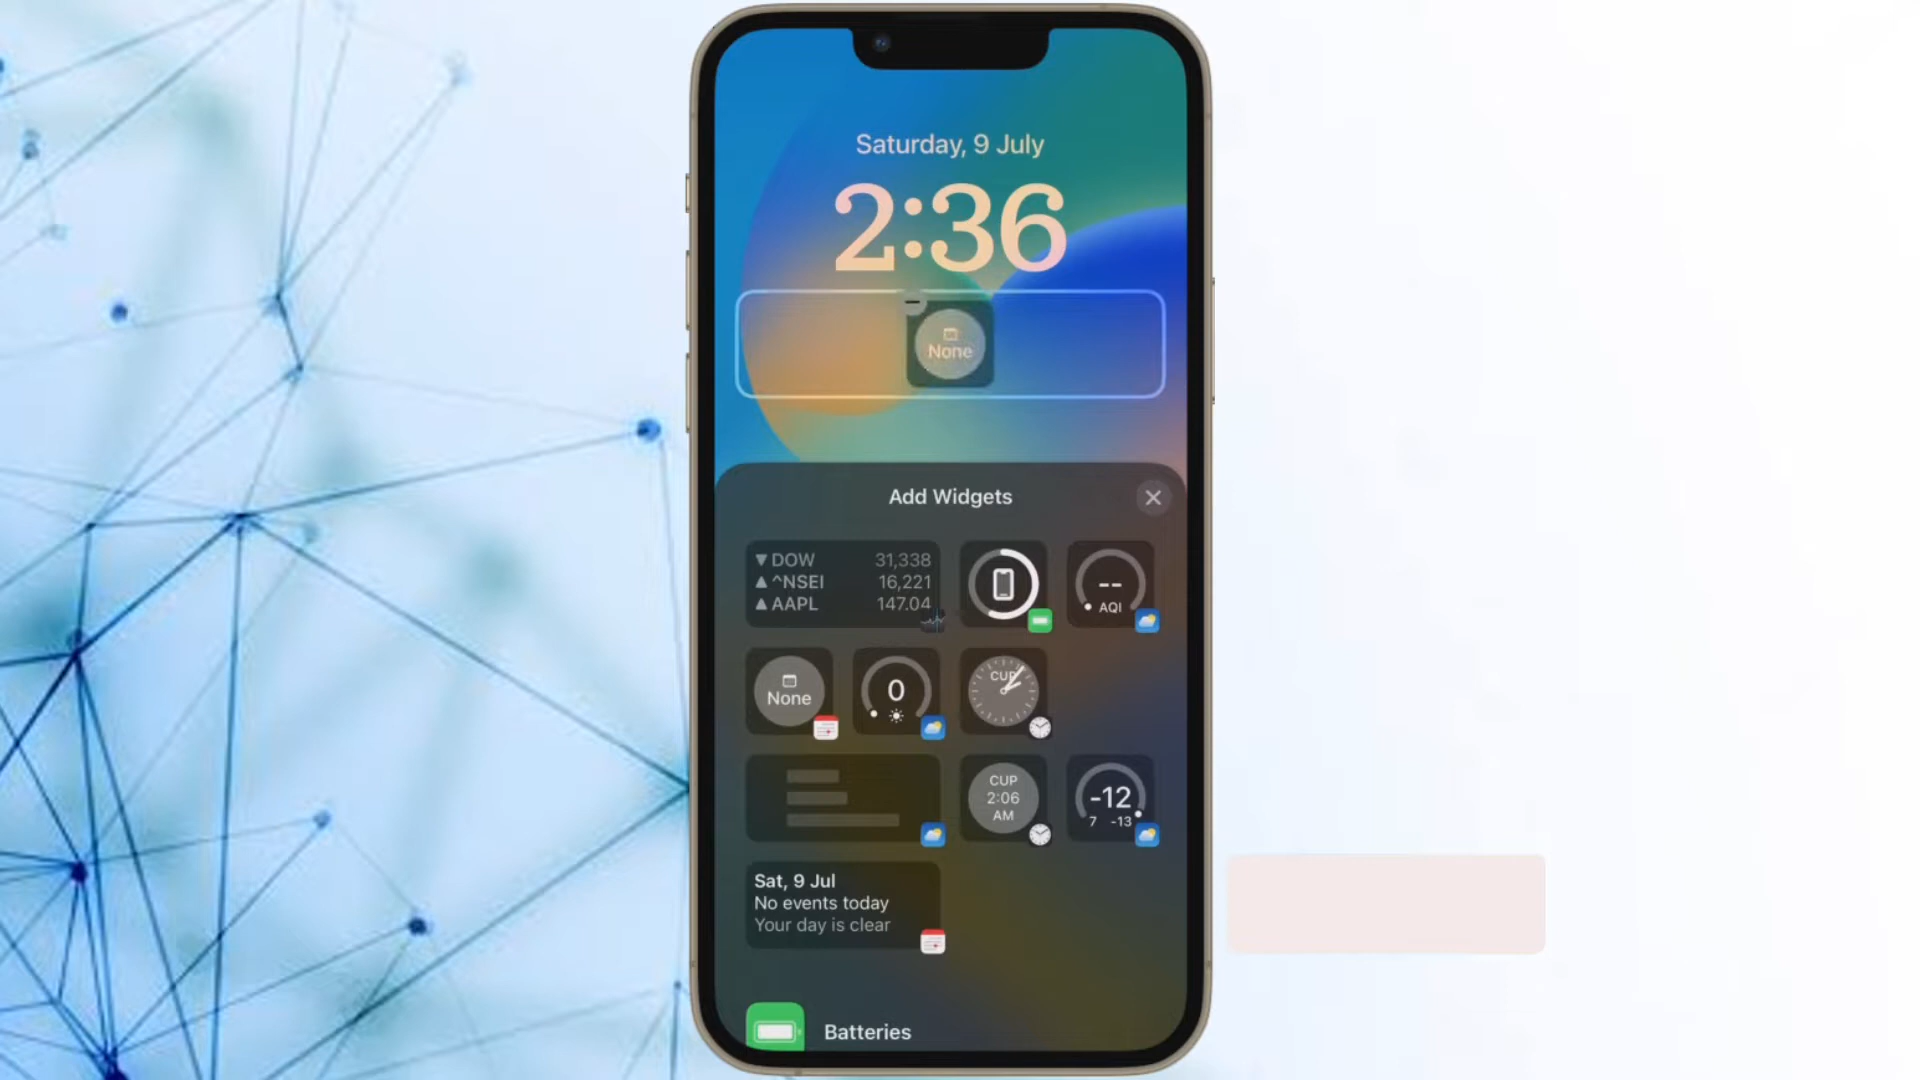 Saturday, 9 July
2:36
None
Add Widgets
▼ DOW 31,338
▲ ^NSEI 16,221
▲ AAPL 147.04
--
AQI
None
0
CUP
CUP
2:06
AM
-12
7 -13
Sat, 9 Jul
No events today
Your day is clear
Batteries